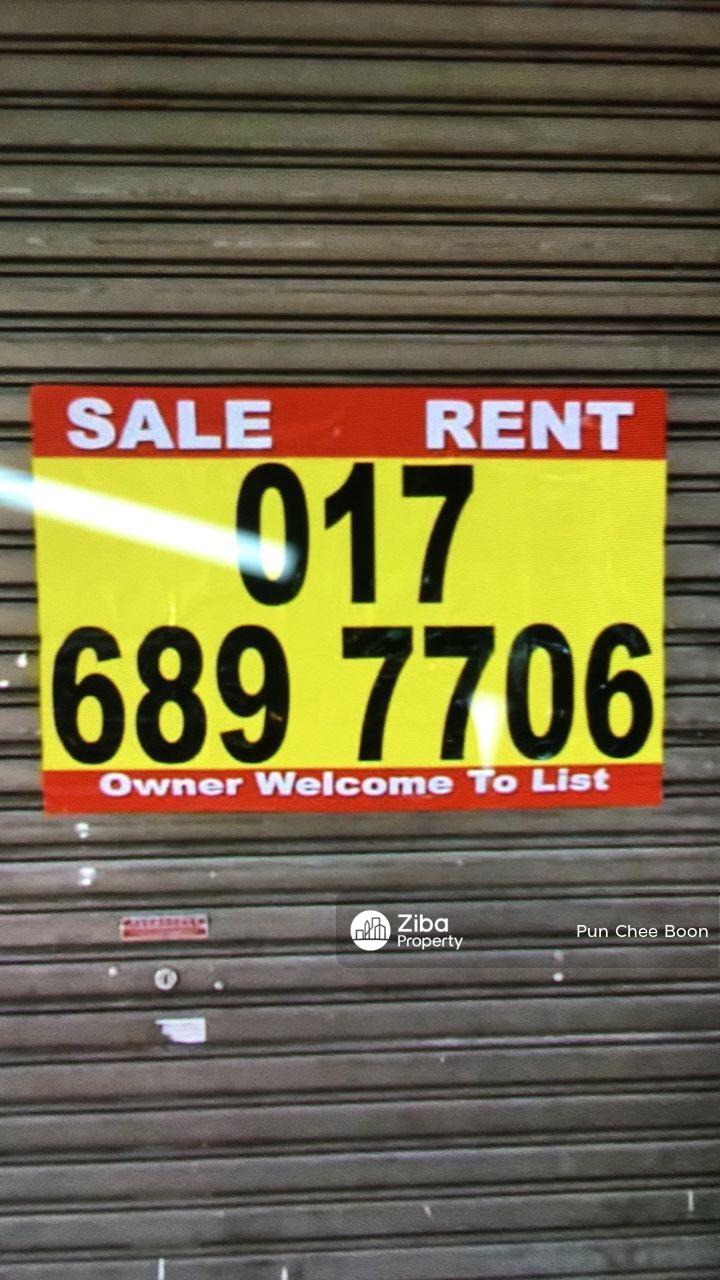 SALE RENT
017
689 7706
Owner Welcome To List
Ziba
Property
Pun Chee Boon